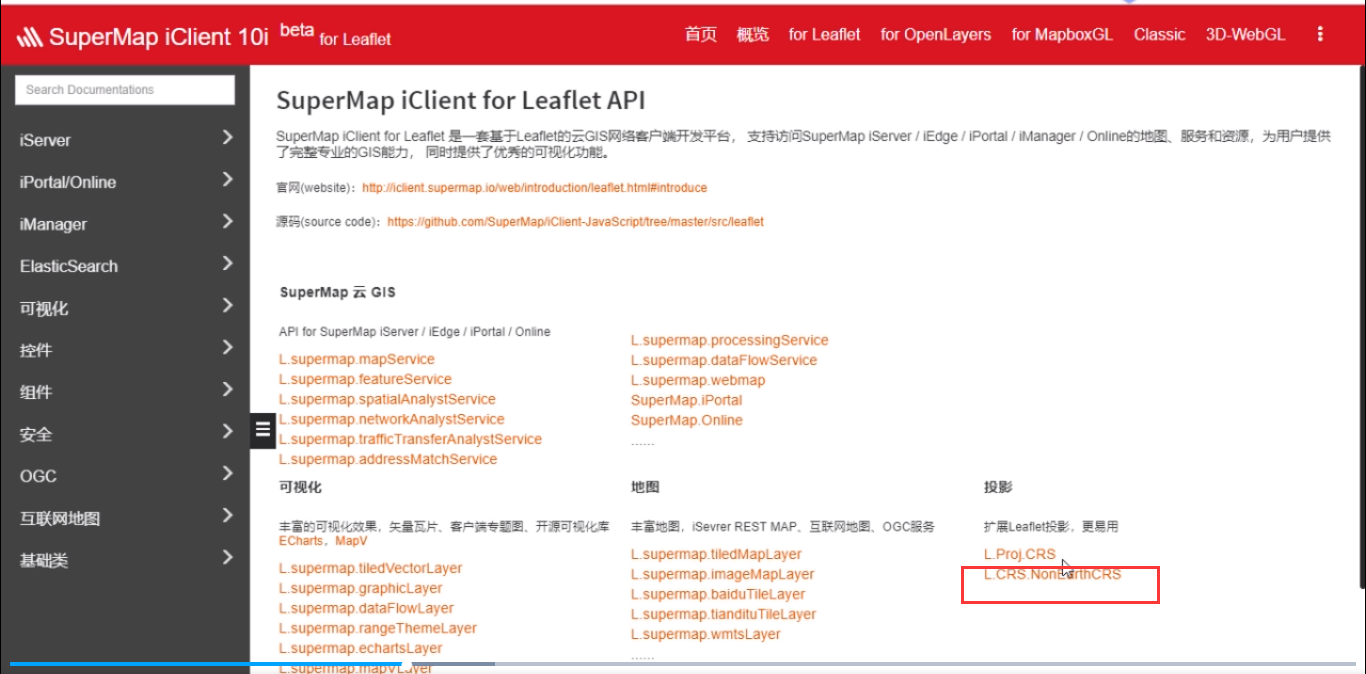 SuperMap iClient 10i beta for Leaflet
首页 概览 for Leaflet for OpenLayers for MapboxGL Classic 3D-WebGL
Search Documentations
iServer
iPortal/Online
iManager
ElasticSearch
可视化
控件
组件
安全
OGC
互联网地图
基础类
SuperMap iClient for Leaflet API
SuperMap iClient for Leaflet 是一套基于Leaflet的云GIS网络客户端开发平台， 支持访问SuperMap iServer / iEdge / iPortal / iManager / Online的地图、服务和资源，为用户提供
了完整专业的GIS能力， 同时提供了优秀的可视化功能。
官网(website)：http://iclient.supermap.io/web/introduction/leaflet.html#introduce
源码(source code)：https://github.com/SuperMap/iClient-JavaScript/tree/master/src/leaflet
SuperMap 云 GIS
API for SuperMap iServer / iEdge / iPortal / Online
L.supermap.mapService
L.supermap.featureService
L.supermap.spatialAnalystService
L.supermap.networkAnalystService
L.supermap.trafficTransferAnalystService
L.supermap.addressMatchService
L.supermap.processingService
L.supermap.dataFlowService
L.supermap.webmap
SuperMap.iPortal
SuperMap.Online
......
可视化
丰富的可视化效果，矢量瓦片、客户端专题图、开源可视化库
ECharts，MapV
L.supermap.tiledVectorLayer
L.supermap.graphicLayer
L.supermap.dataFlowLayer
L.supermap.rangeThemeLayer
L.supermap.echartsLayer
L.supermap.mapVLayer
地图
丰富地图，iSevrer REST MAP、互联网地图、OGC服务
L.supermap.tiledMapLayer
L.supermap.imageMapLayer
L.supermap.baiduTileLayer
L.supermap.tiandituTileLayer
L.supermap.wmtsLayer
......
投影
扩展Leaflet投影，更易用
L.Proj.CRS
L.CRS.NonEarthCRS